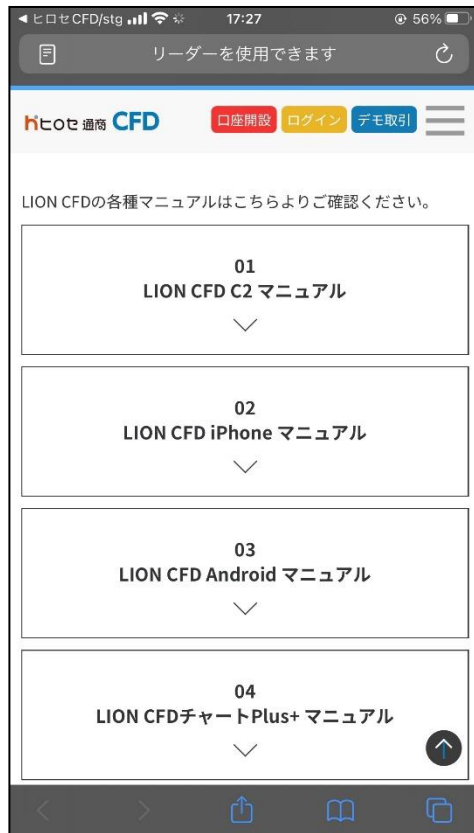 ◀ヒロセCFD/stg 17:27 56%
リーダーを使用できます
ヒロセ通商 CFD 口座開設 ログイン デモ取引
LION CFDの各種マニュアルはこちらよりご確認ください。
01
LION CFD C2 マニュアル
02
LION CFD iPhone マニュアル
03
LION CFD Android マニュアル
04
LION CFDチャートPlus+ マニュアル